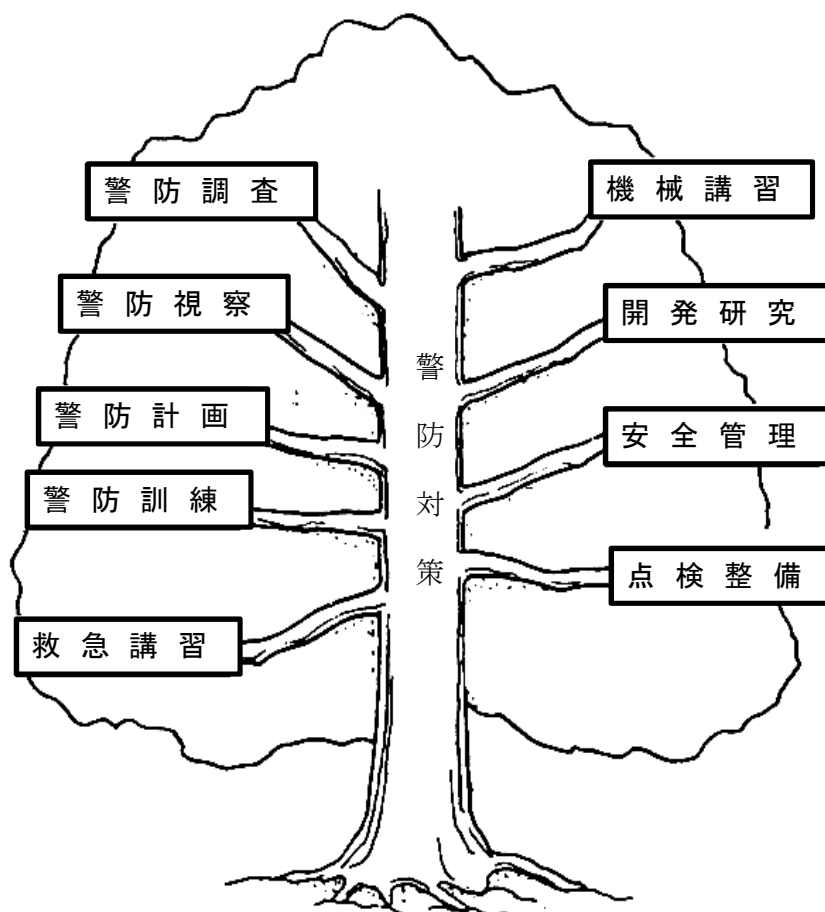 警防調査
警防視察
警防計画
警防訓練
救急講習
警防対策
機械講習
開発研究
安全管理
点検整備